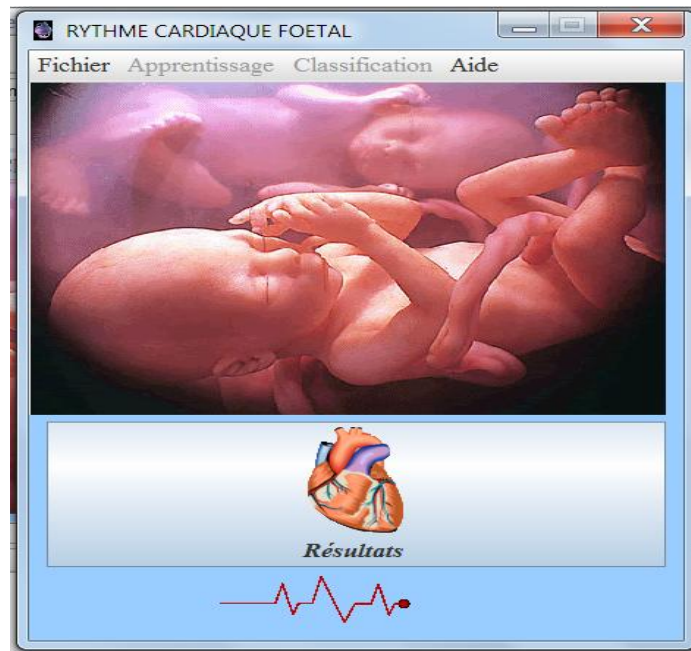 RYTHME CARDIAQUE FOETAL
Fichier Apprentissage Classification Aide
Résultats